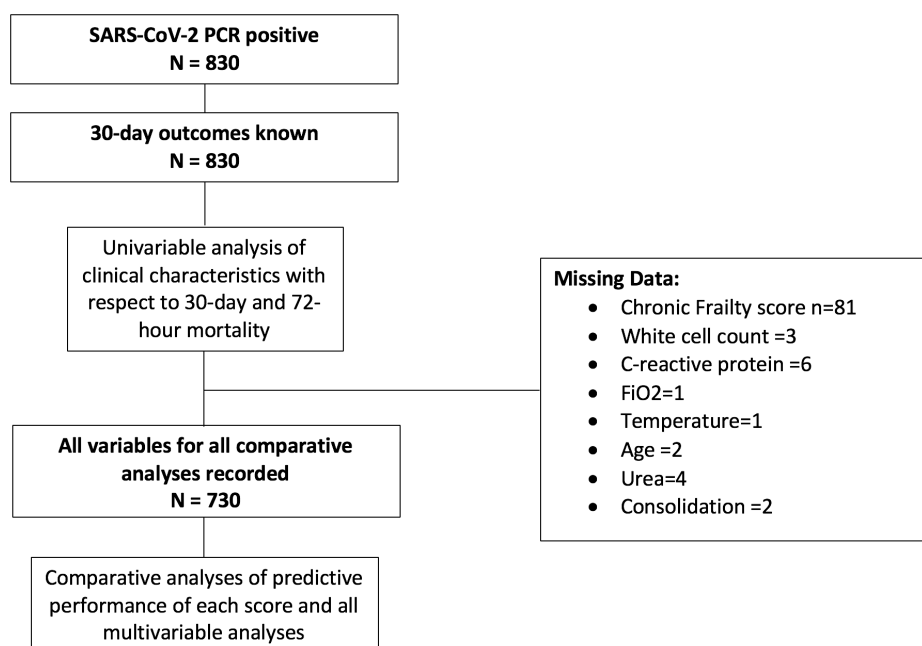 SARS-CoV-2 PCR positive
N = 830
30-day outcomes known
N = 830
Univariable analysis of
clinical characteristics with
respect to 30-day and 72-
hour mortality
Missing Data:
• Chronic Frailty score n=81
• White cell count =3
• C-reactive protein =6
• FiO2=1
• Temperature=1
• Age =2
• Urea=4
• Consolidation =2
All variables for all comparative
analyses recorded
N = 730
Comparative analyses of predictive
performance of each score and all
multivariable analyses